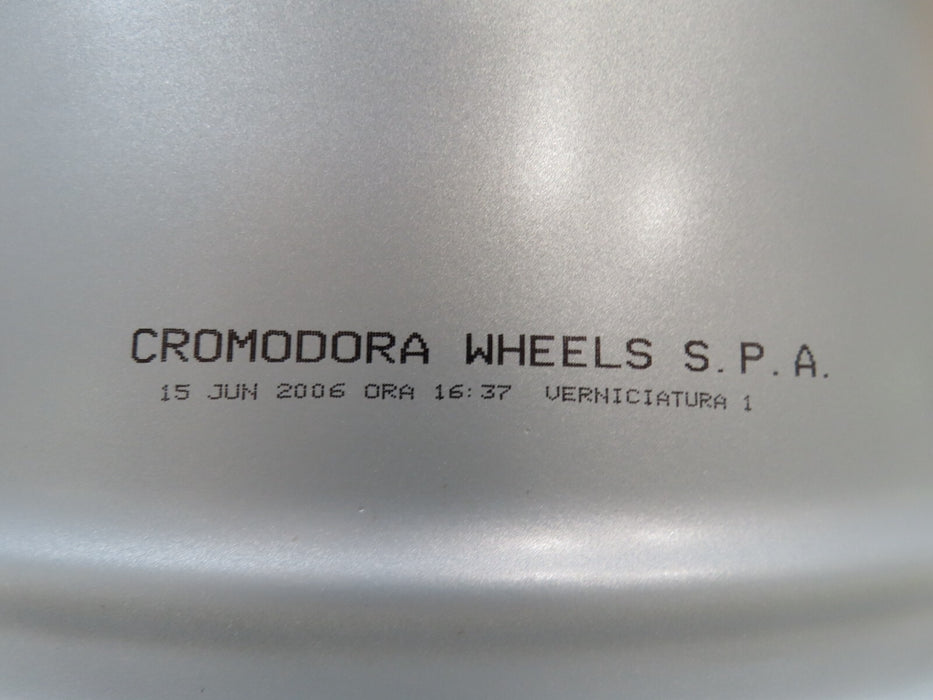 CROMODORA WHEELS S.P.A.
15 JUN 2006 ORA 16:37 VERNICIATURA 1